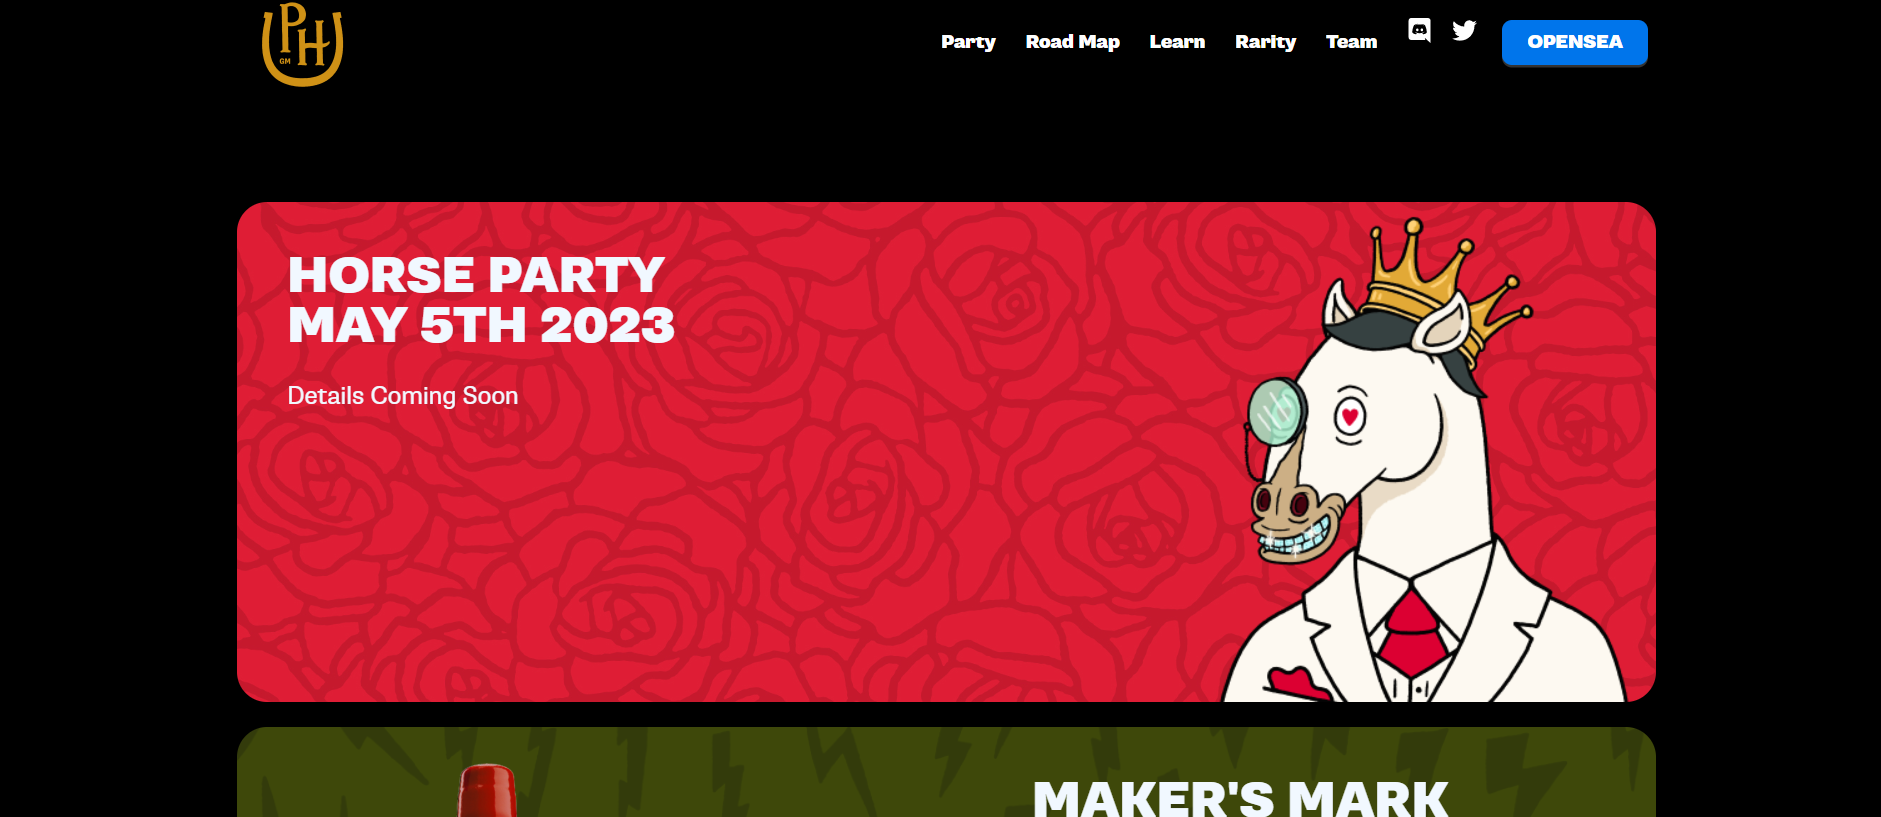 PH
GM
Party Road Map Learn Rarity Team OPENSEA
HORSE PARTY
MAY 5TH 2023
Details Coming Soon
MAKER'S MARK